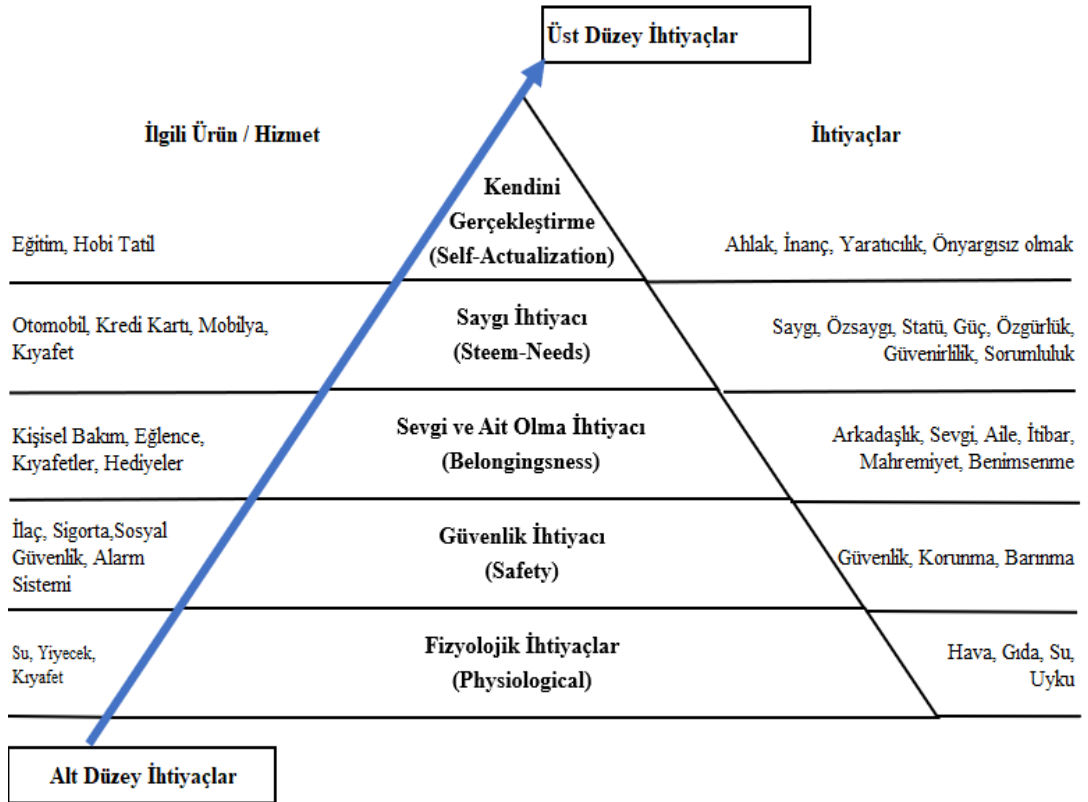 Üst Düzey İhtiyaçlar
İlgili Ürün / Hizmet
İhtiyaçlar
Kendini
Gerçekleştirme
(Self-Actualization)
Eğitim, Hobi Tatil
Ahlak, İnanç, Yaratıcılık, Önyargısız olmak
Otomobil, Kredi Kartı, Mobilya,
Kıyafet
Saygı İhtiyacı
(Steem-Needs)
Saygı, Özsaygı, Statü, Güç, Özgürlük,
Güvenirlilik, Sorumluluk
Kişisel Bakım, Eğlence,
Kıyafetler, Hediyeler
Sevgi ve Ait Olma İhtiyacı
(Belongingsness)
Arkadaşlık, Sevgi, Aile, İtibar,
Mahremiyet, Benimsenme
İlaç, Sigorta,Sosyal
Güvenlik, Alarm
Sistemi
Güvenlik İhtiyacı
(Safety)
Güvenlik, Korunma, Barınma
Su, Yiyecek,
Kıyafet
Fizyolojik İhtiyaçlar
(Physiological)
Hava, Gıda, Su,
Uyku
Alt Düzey İhtiyaçlar